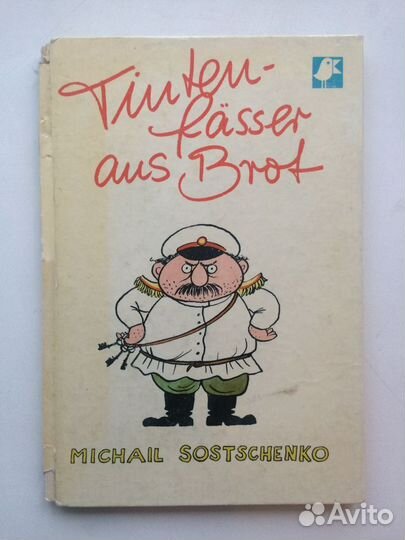 Tinten-
fässer
aus Brot
MICHAIL SOSTSCHENKO
Avito